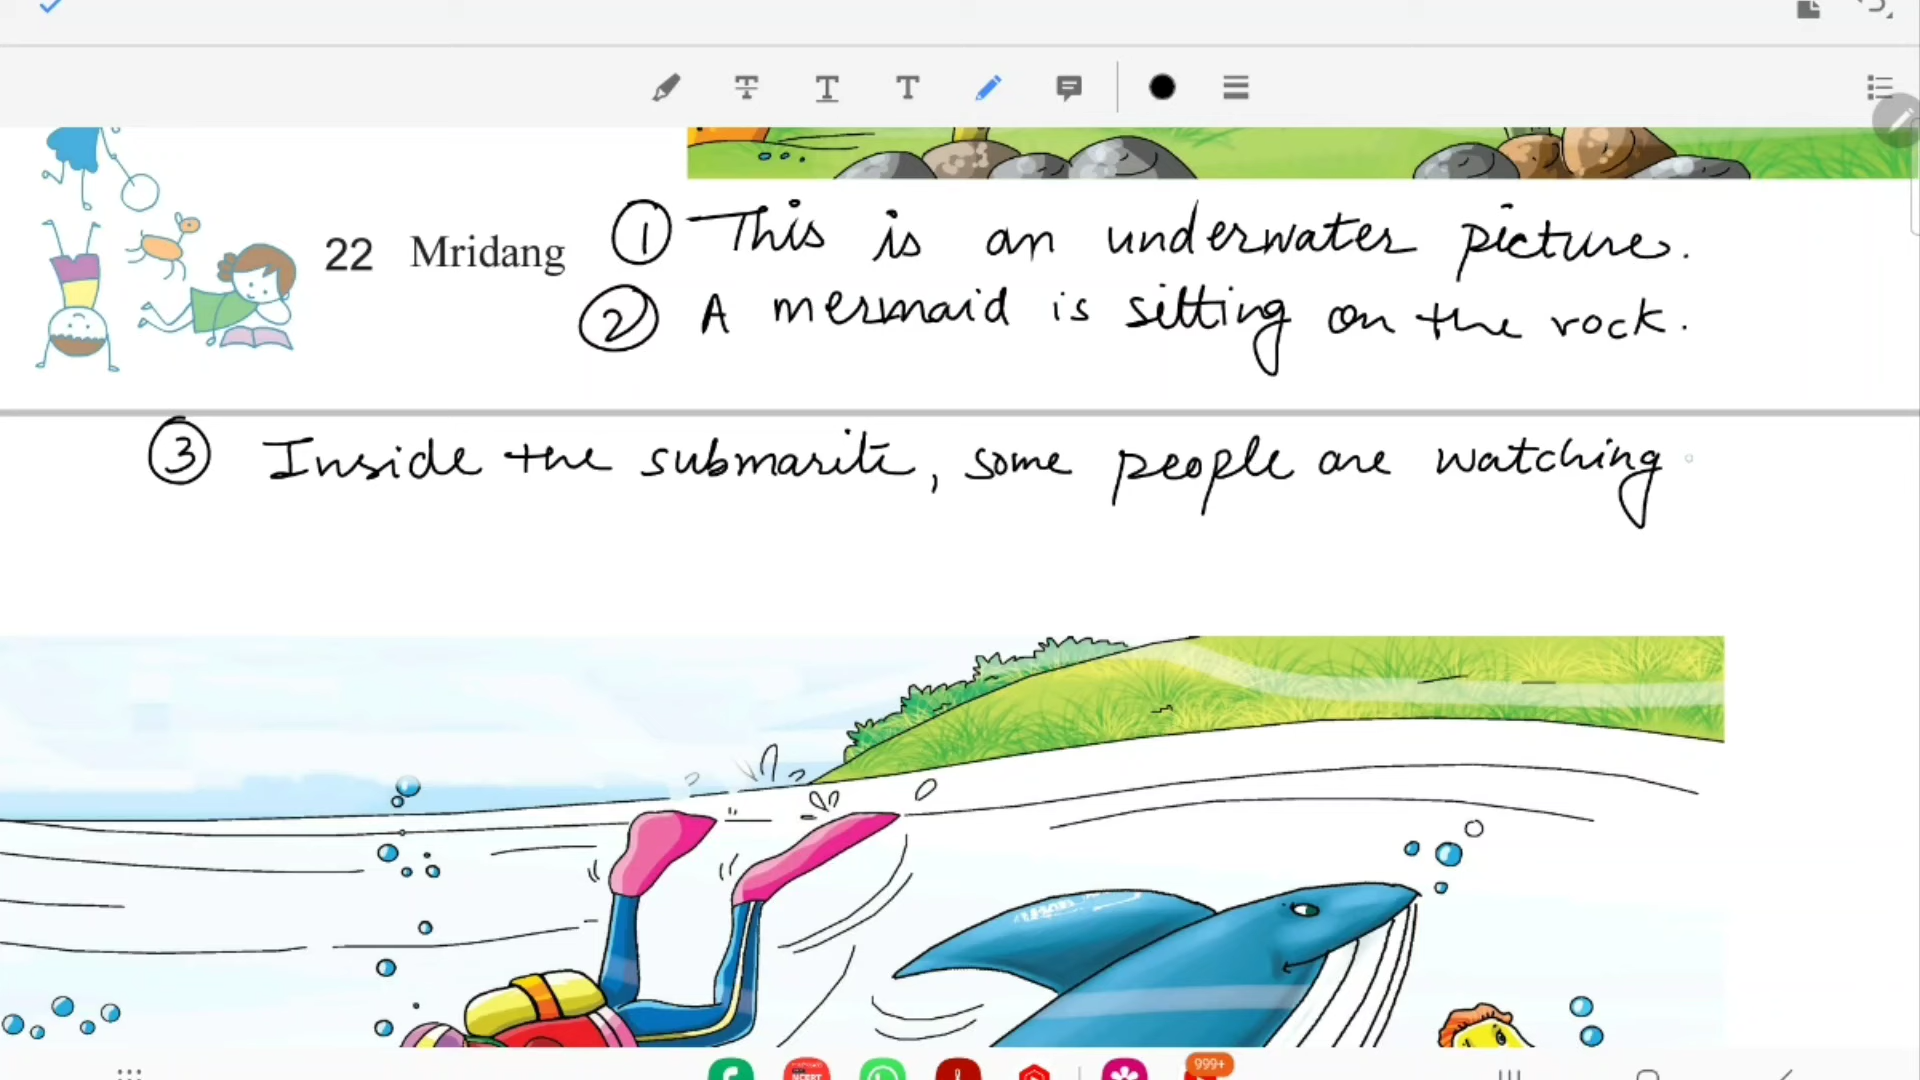 22 Mridang
① This is an underwater picture.
② A mermaid is sitting on the rock.
③ Inside the submarite, some people are watching
999+